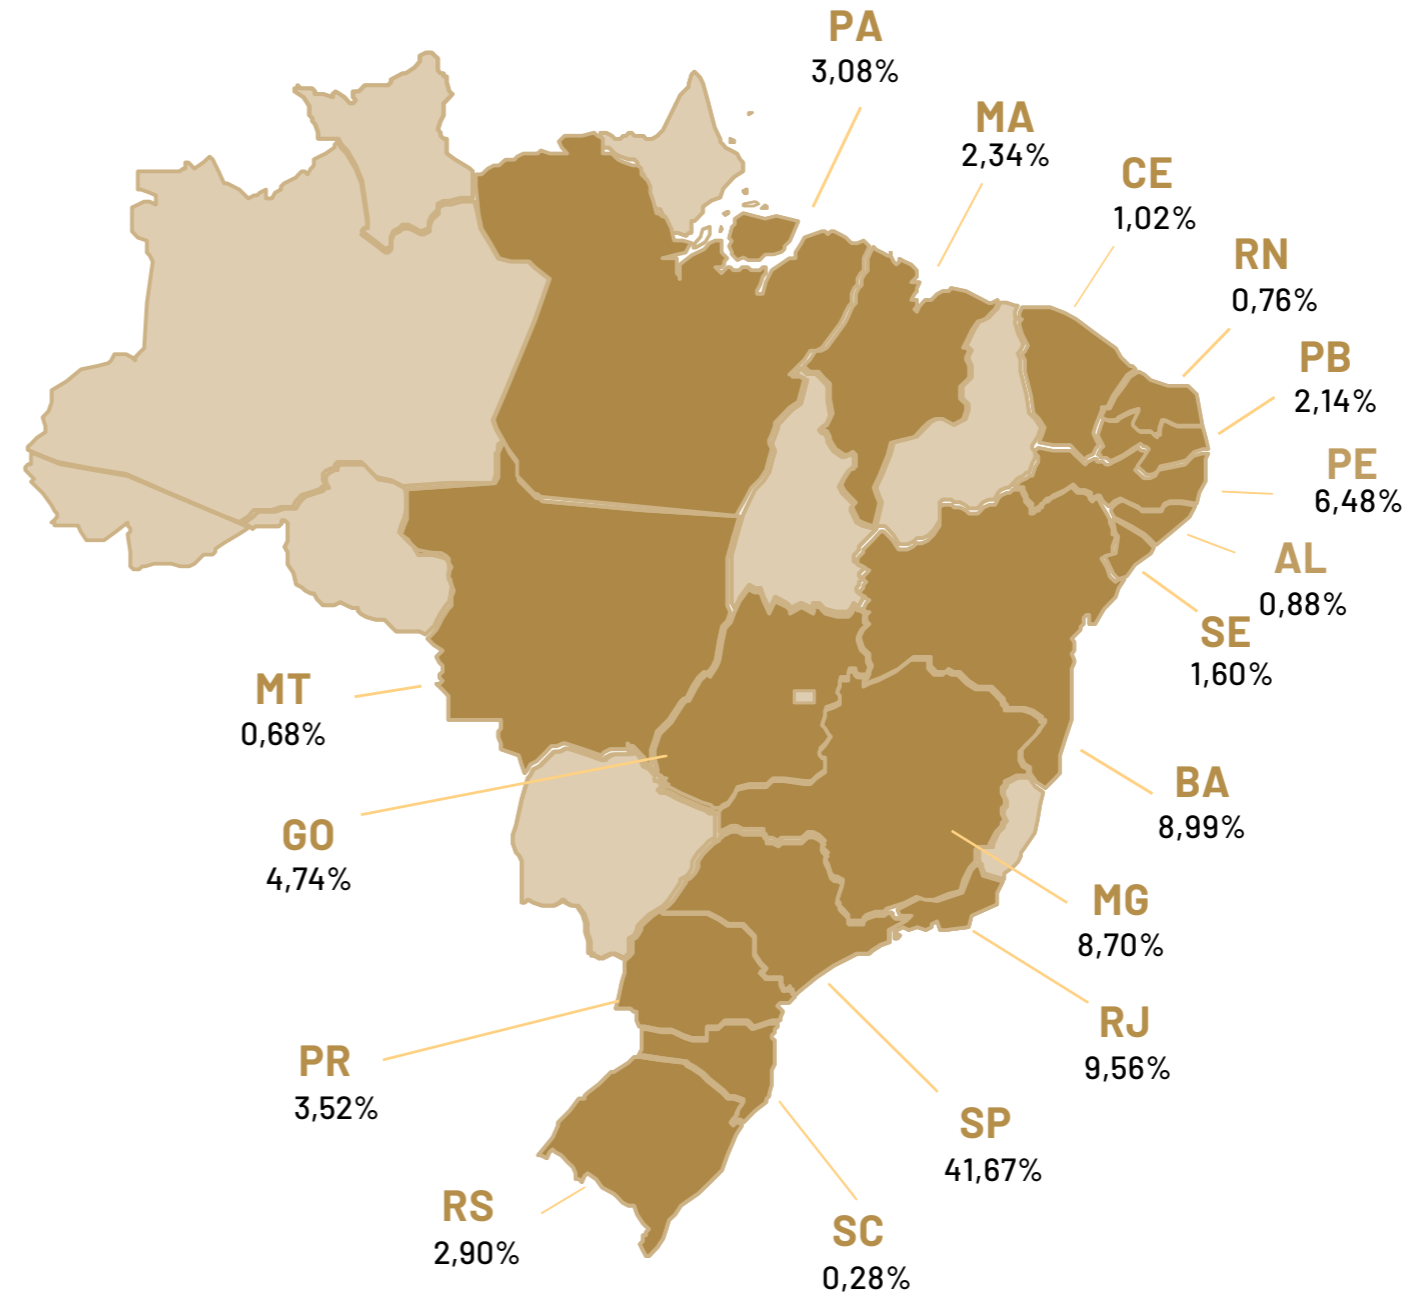 PA
3,08%
MA
2,34%
CE
1,02%
RN
0,76%
PB
2,14%
PE
6,48%
AL
0,88%
SE
1,60%
MT
0,68%
BA
8,99%
GO
4,74%
MG
8,70%
RJ
9,56%
PR
3,52%
SP
41,67%
RS
2,90%
SC
0,28%